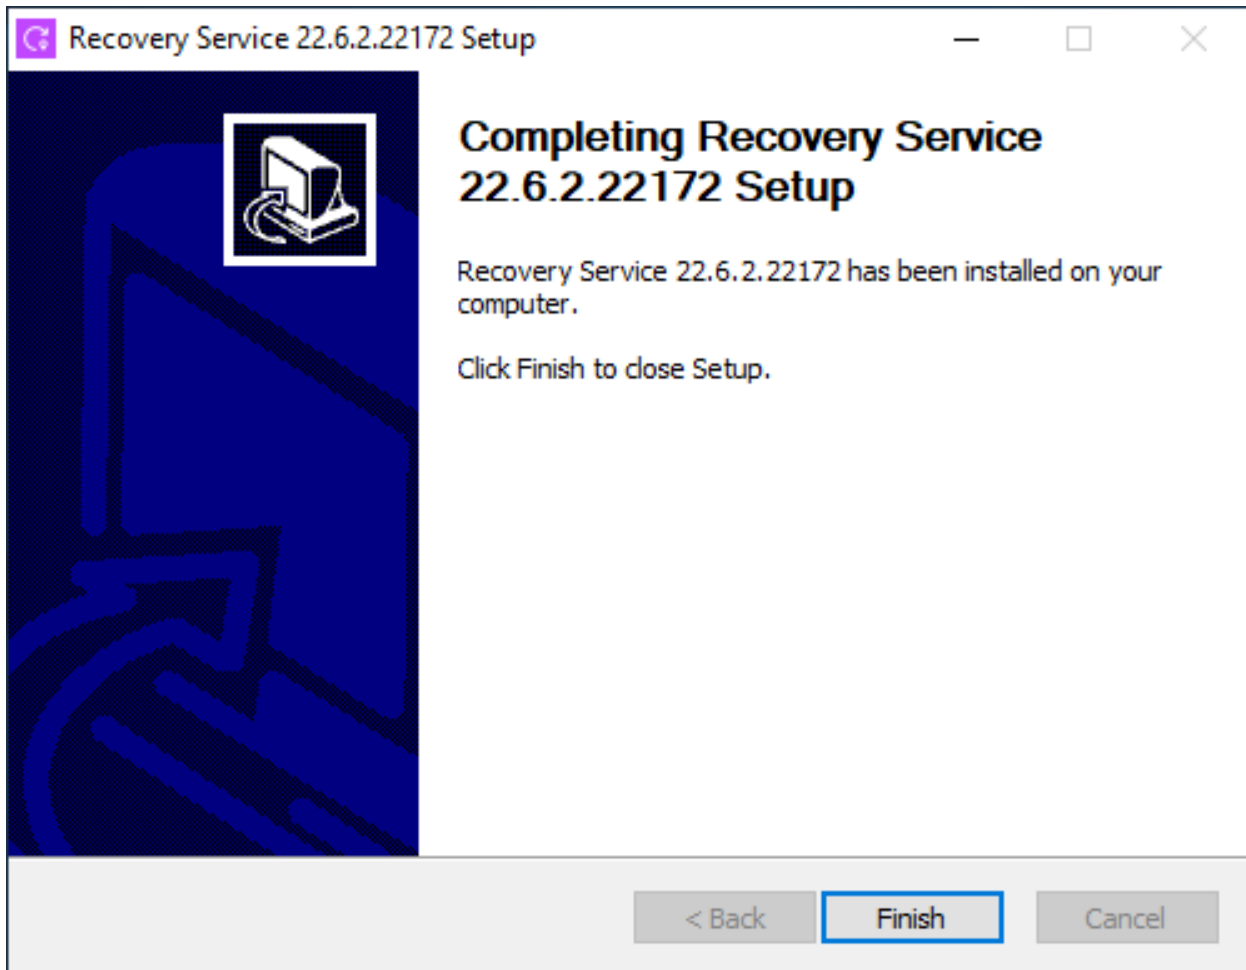 Recovery Service 22.6.2.22172 Setup
Completing Recovery Service
22.6.2.22172 Setup
Recovery Service 22.6.2.22172 has been installed on your
computer.
Click Finish to close Setup.
< Back
Finish
Cancel